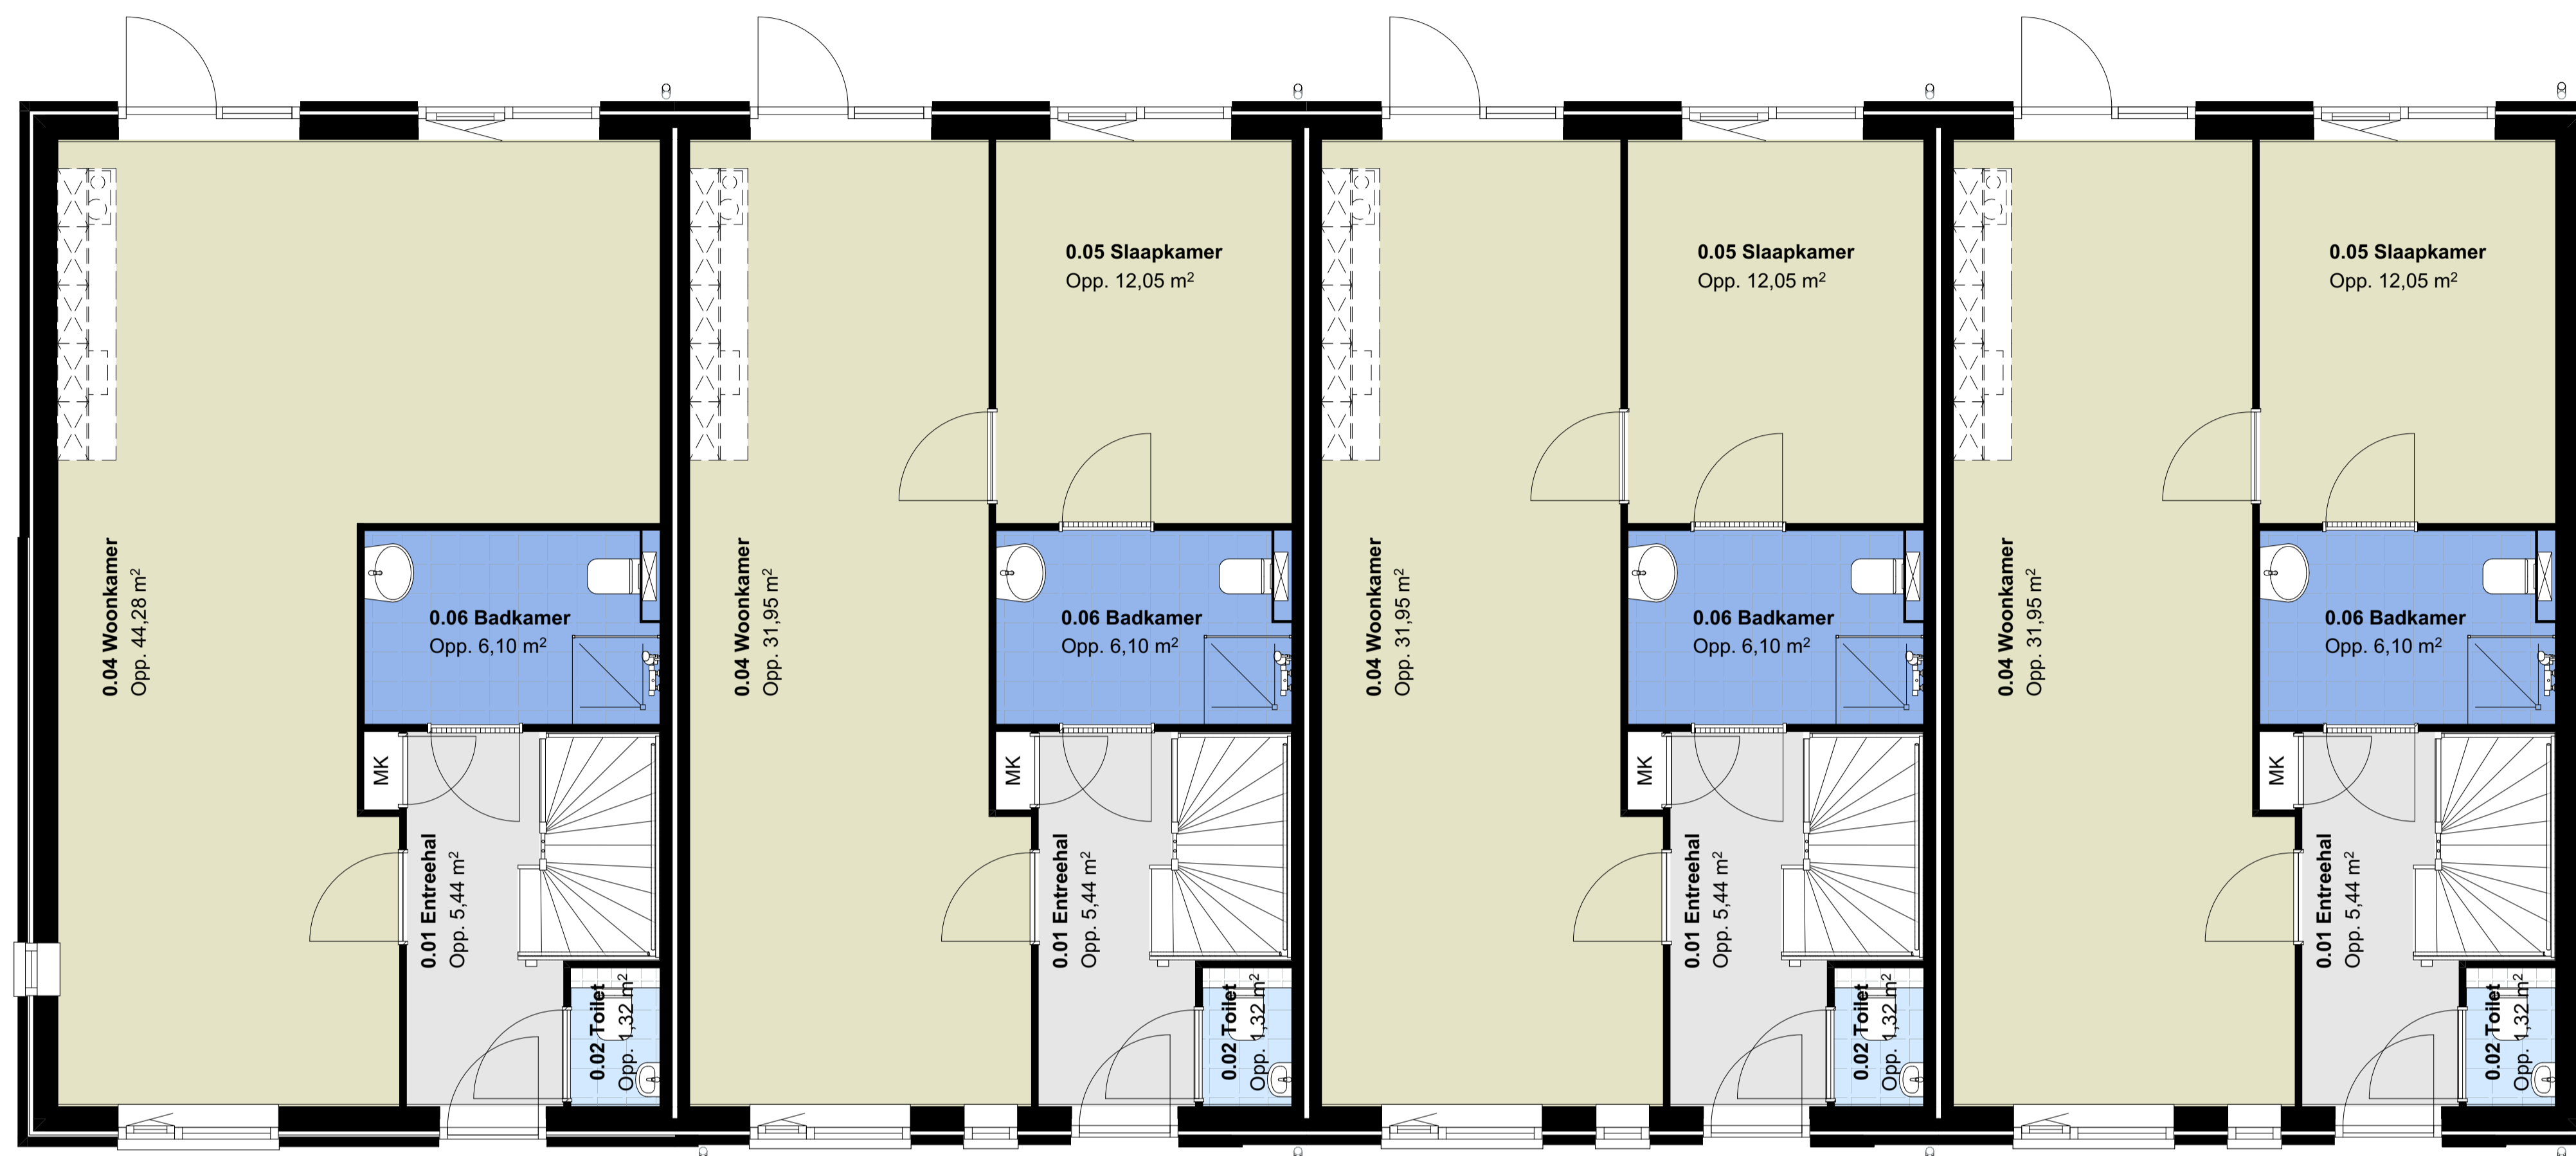 0.04 Woonkamer
Opp. 44,28 m²
0.06 Badkamer
Opp. 6,10 m²
MK
0.01 Entreehal
Opp. 5,44 m²
0.02 Toilet
Opp. 1,32 m²
0.04 Woonkamer
Opp. 31,95 m²
0.05 Slaapkamer
Opp. 12,05 m²
0.06 Badkamer
Opp. 6,10 m²
MK
0.01 Entreehal
Opp. 5,44 m²
0.02 Toilet
Opp. 1,32 m²
0.04 Woonkamer
Opp. 31,95 m²
0.05 Slaapkamer
Opp. 12,05 m²
0.06 Badkamer
Opp. 6,10 m²
MK
0.01 Entreehal
Opp. 5,44 m²
0.02 Toilet
Opp. 1,32 m²
0.04 Woonkamer
Opp. 31,95 m²
0.05 Slaapkamer
Opp. 12,05 m²
0.06 Badkamer
Opp. 6,10 m²
MK
0.01 Entreehal
Opp. 5,44 m²
0.02 Toilet
Opp. 1,32 m²